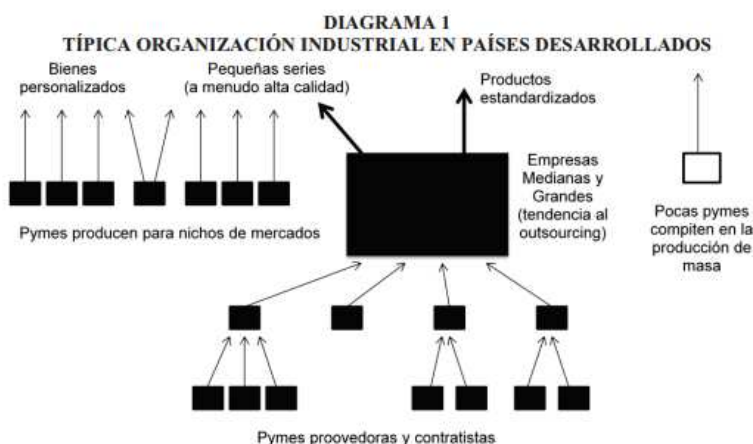 DIAGRAMA 1
TÍPICA ORGANIZACIÓN INDUSTRIAL EN PAÍSES DESARROLLADOS
Bienes
personalizados
Pequeñas series
(a menudo alta calidad)
Productos
estandardizados
Empresas
Medianas y
Grandes
(tendencia al
outsourcing)
Pymes producen para nichos de mercados
Pocas pymes
compiten en la
producción de
masa
Pymes proovedoras y contratistas